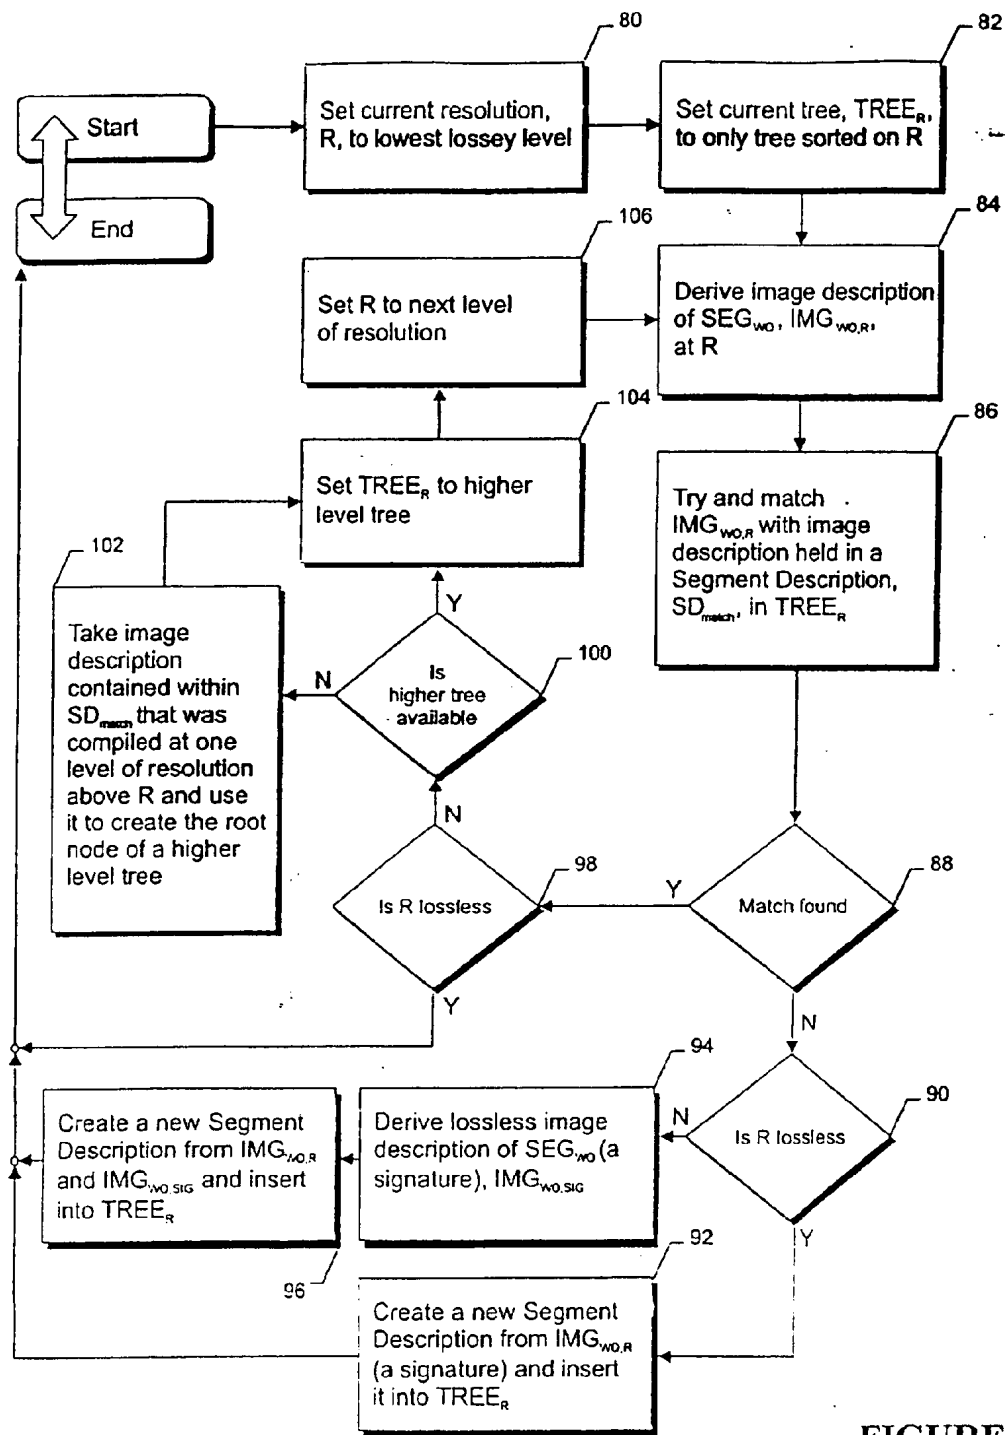 80
82
Start
Set current resolution,
R, to lowest lossey level
Set current tree, TREE_R,
to only tree sorted on R
End
106
84
Set R to next level
of resolution
Derive image description
of SEG_WO, IMG_WO,R,
at R
104
86
Set TREE_R to higher
level tree
Try and match
IMG_WO,R with image
description held in a
Segment Description,
SD_match, in TREE_R
102
Take image
description
contained within
SD_match that was
compiled at one
level of resolution
above R and use
it to create the root
node of a higher
level tree
Y
N
100
Is
higher tree
available
N
98
Is R lossless
Y
Y
88
Match found
N
94
90
Create a new Segment
Description from IMG_WO,R
and IMG_WO,SIG and insert
into TREE_R
Derive lossless image
description of SEG_WO (a
signature), IMG_WO,SIG
N
Is R lossless
Y
96
92
Create a new Segment
Description from IMG_WO,R
(a signature) and insert
it into TREE_R
FIGURE